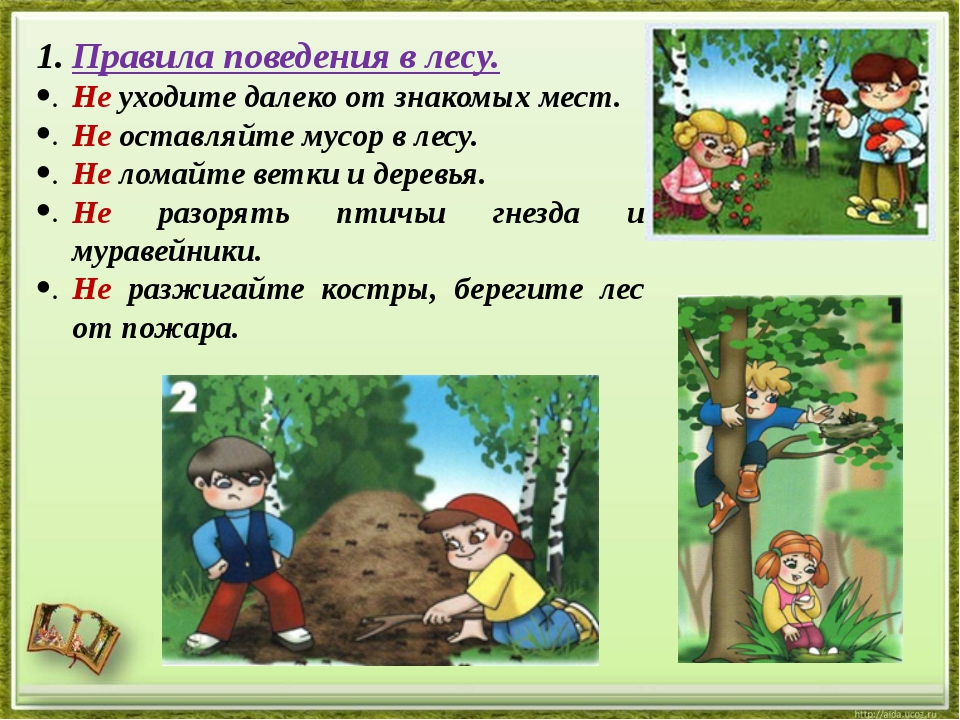 1. Правила поведения в лесу.
•. Не уходите далеко от знакомых мест.
•. Не оставляйте мусор в лесу.
•. Не ломайте ветки и деревья.
•. Не разорять птичьи гнезда и
муравейники.
•. Не разжигайте костры, берегите лес
от пожара.
1
1
2
http://aida.ucoz.ru